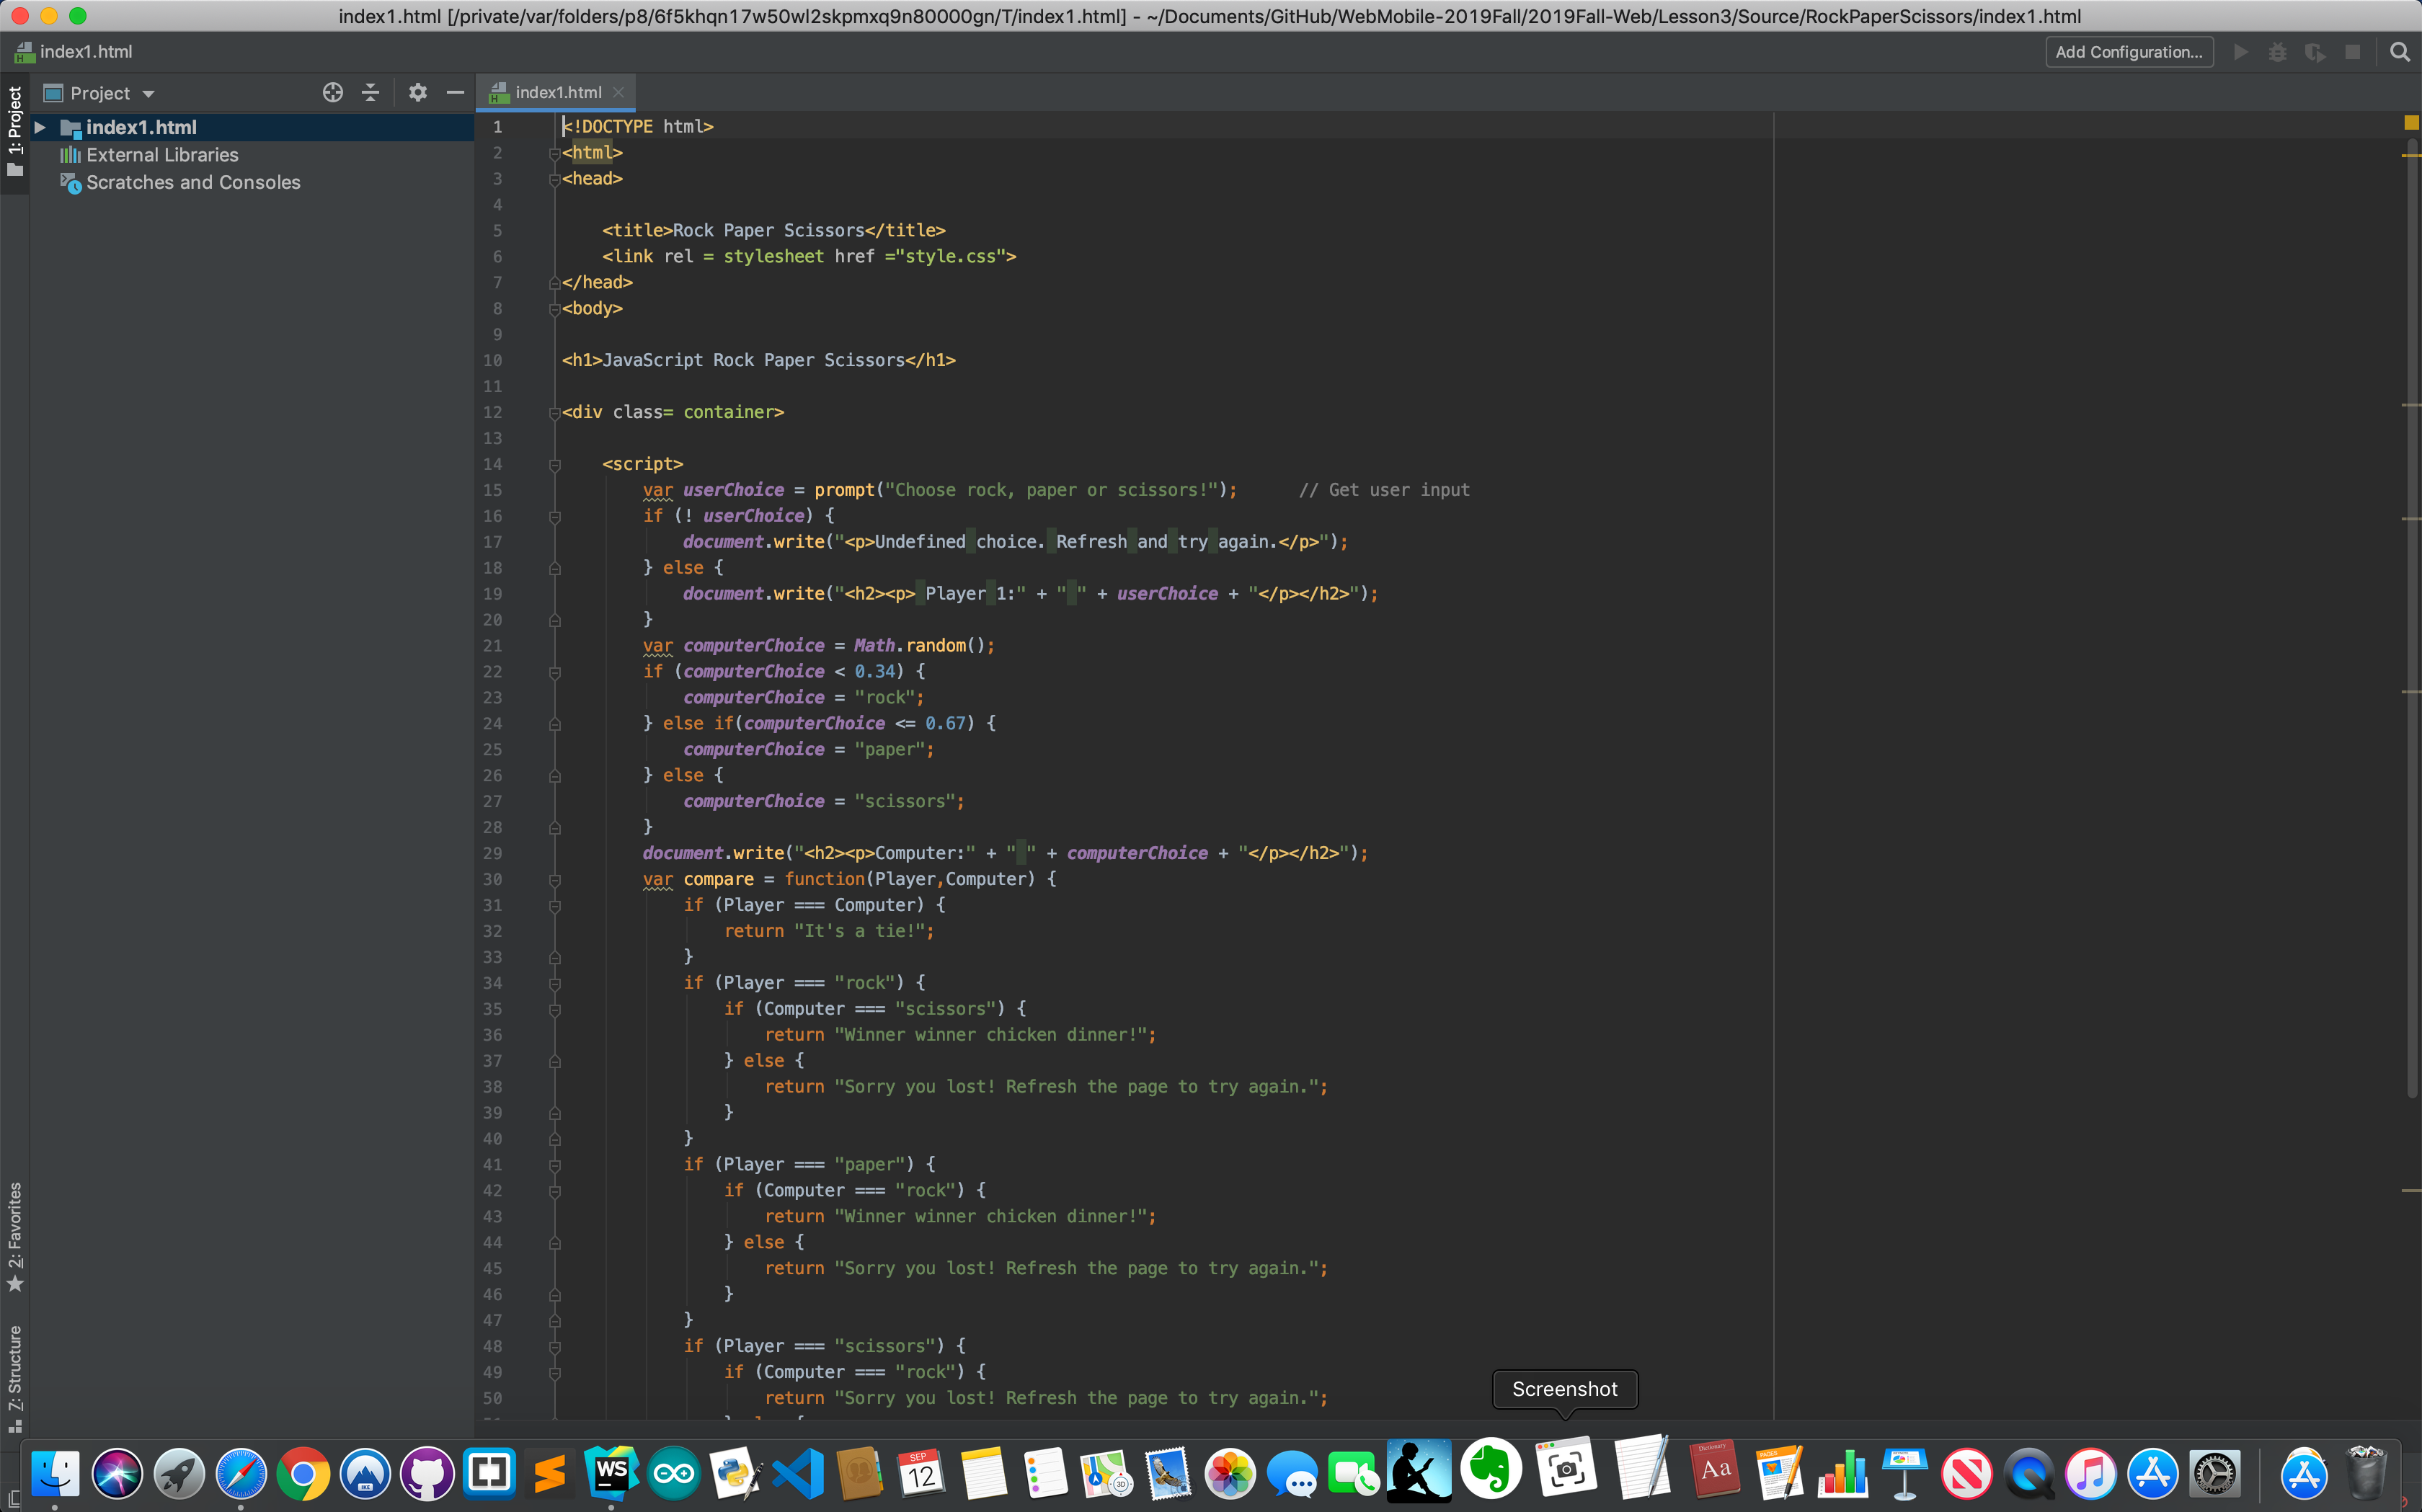 index1.html [/private/var/folders/p8/6f5khqn17w50wl2skpmxq9n80000gn/T/index1.html] - ~/Documents/GitHub/WebMobile-2019Fall/2019Fall-Web/Lesson3/Source/RockPaperScissors/index1.html
index1.html
Add Configuration...
1: Project
Project
index1.html
index1.html
External Libraries
Scratches and Consoles
2: Favorites
7: Structure
1 <!DOCTYPE html>
2 <html>
3 <head>
4
5 <title>Rock Paper Scissors</title>
6 <link rel = stylesheet href ="style.css">
7 </head>
8 <body>
9
10 <h1>JavaScript Rock Paper Scissors</h1>
11
12 <div class= container>
13
14 <script>
15 var userChoice = prompt("Choose rock, paper or scissors!"); // Get user input
16 if (! userChoice) {
17 document.write("<p>Undefined choice. Refresh and try again.</p>");
18 } else {
19 document.write("<h2><p> Player 1:" + " " + userChoice + "</p></h2>");
20 }
21 var computerChoice = Math.random();
22 if (computerChoice < 0.34) {
23 computerChoice = "rock";
24 } else if(computerChoice <= 0.67) {
25 computerChoice = "paper";
26 } else {
27 computerChoice = "scissors";
28 }
29 document.write("<h2><p>Computer:" + " " + computerChoice + "</p></h2>");
30 var compare = function(Player,Computer) {
31 if (Player === Computer) {
32 return "It's a tie!";
33 }
34 if (Player === "rock") {
35 if (Computer === "scissors") {
36 return "Winner winner chicken dinner!";
37 } else {
38 return "Sorry you lost! Refresh the page to try again.";
39 }
40 }
41 if (Player === "paper") {
42 if (Computer === "rock") {
43 return "Winner winner chicken dinner!";
44 } else {
45 return "Sorry you lost! Refresh the page to try again.";
46 }
47 }
48 if (Player === "scissors") {
49 if (Computer === "rock") {
50 return "Sorry you lost! Refresh the page to try again.";
Screenshot
IKE
WS
SEP
12
3D
Dictionary
Aa
PAGES